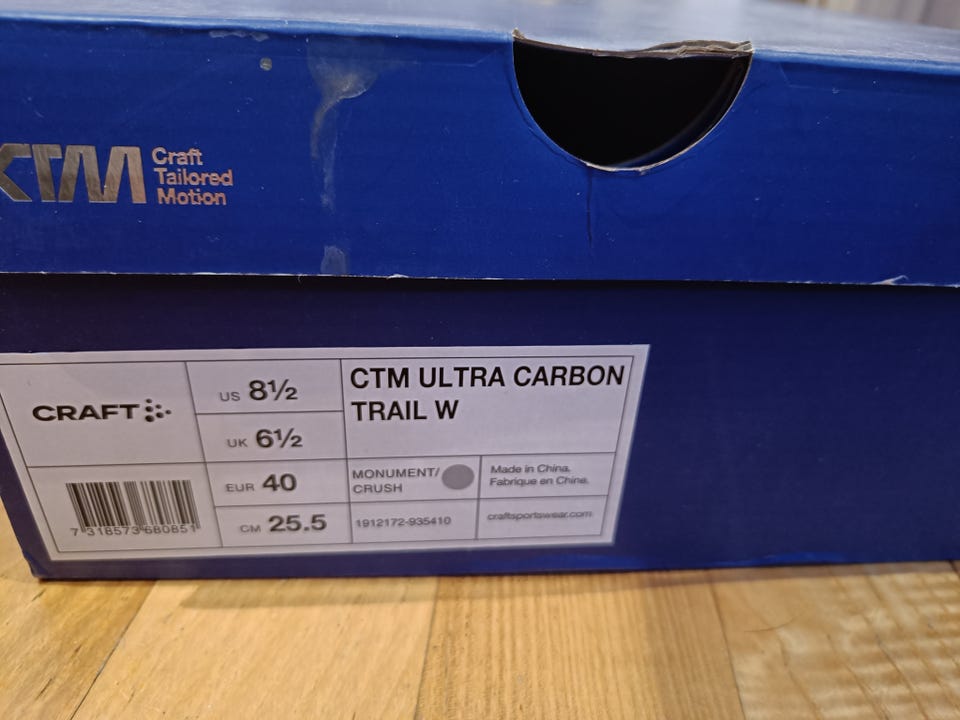 CTM
Craft
Tailored
Motion
CRAFT
US 8½
UK 6½
EUR 40
CM 25.5
CTM ULTRA CARBON
TRAIL W
MONUMENT/
CRUSH
1912172-935410
Made in China.
Fabriqué en Chine.
craftsportswear.com
7 318573 680851